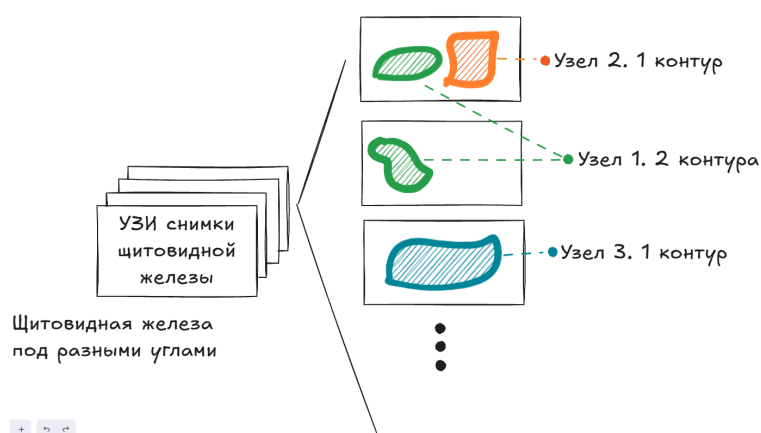 Узел 2. 1 контур
Узел 1. 2 контура
УЗИ снимки
щитовидной
железы
Узел 3. 1 контур
Щитовидная железа
под разными углами